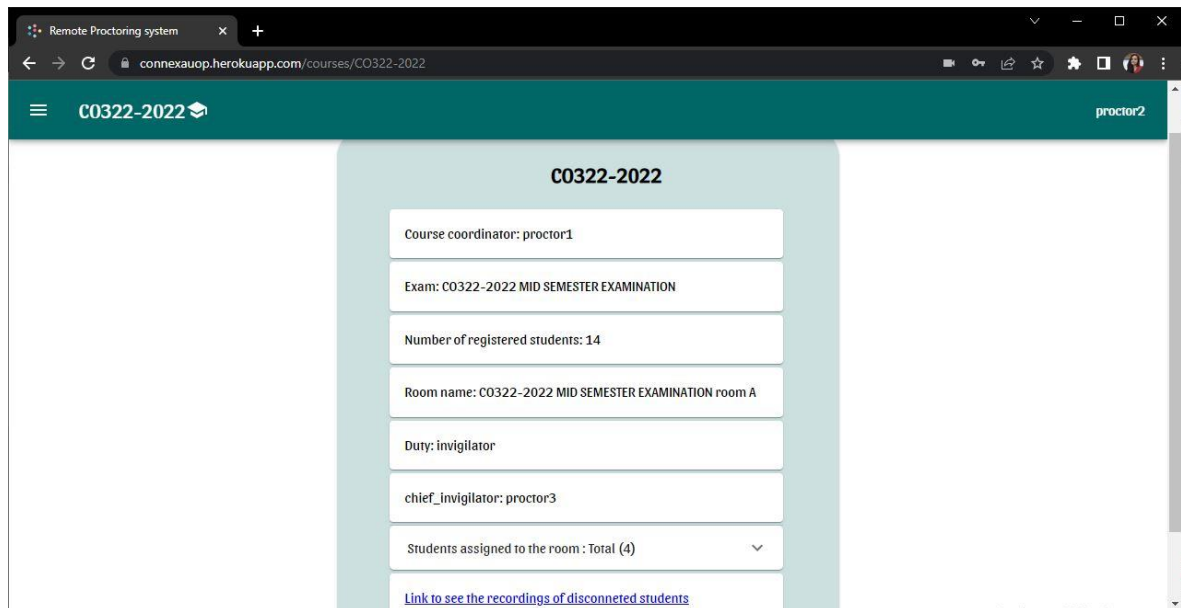 Remote Proctoring system
connexauop.herokuapp.com/courses/CO322-2022
CO322-2022
proctor2
CO322-2022
Course coordinator: proctor1
Exam: CO322-2022 MID SEMESTER EXAMINATION
Number of registered students: 14
Room name: CO322-2022 MID SEMESTER EXAMINATION room A
Duty: invigilator
chief_invigilator: proctor3
Students assigned to the room : Total (4)
Link to see the recordings of disconneted students